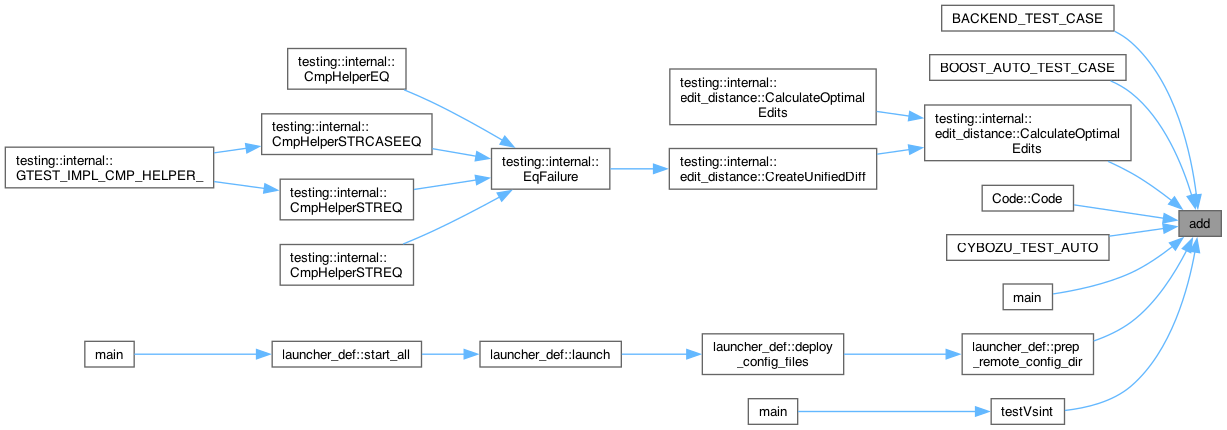 BACKEND_TEST_CASE
testing::internal::
CmpHelperEQ
BOOST_AUTO_TEST_CASE
testing::internal::
edit_distance::CalculateOptimal
Edits
testing::internal::
edit_distance::CalculateOptimal
Edits
testing::internal::
CmpHelperSTRCASEEQ
testing::internal::
GTEST_IMPL_CMP_HELPER_
testing::internal::
EqFailure
testing::internal::
edit_distance::CreateUnifiedDiff
testing::internal::
CmpHelperSTREQ
Code::Code
add
testing::internal::
CmpHelperSTREQ
CYBOZU_TEST_AUTO
main
main
launcher_def::start_all
launcher_def::launch
launcher_def::deploy
_config_files
launcher_def::prep
_remote_config_dir
main
testVsint